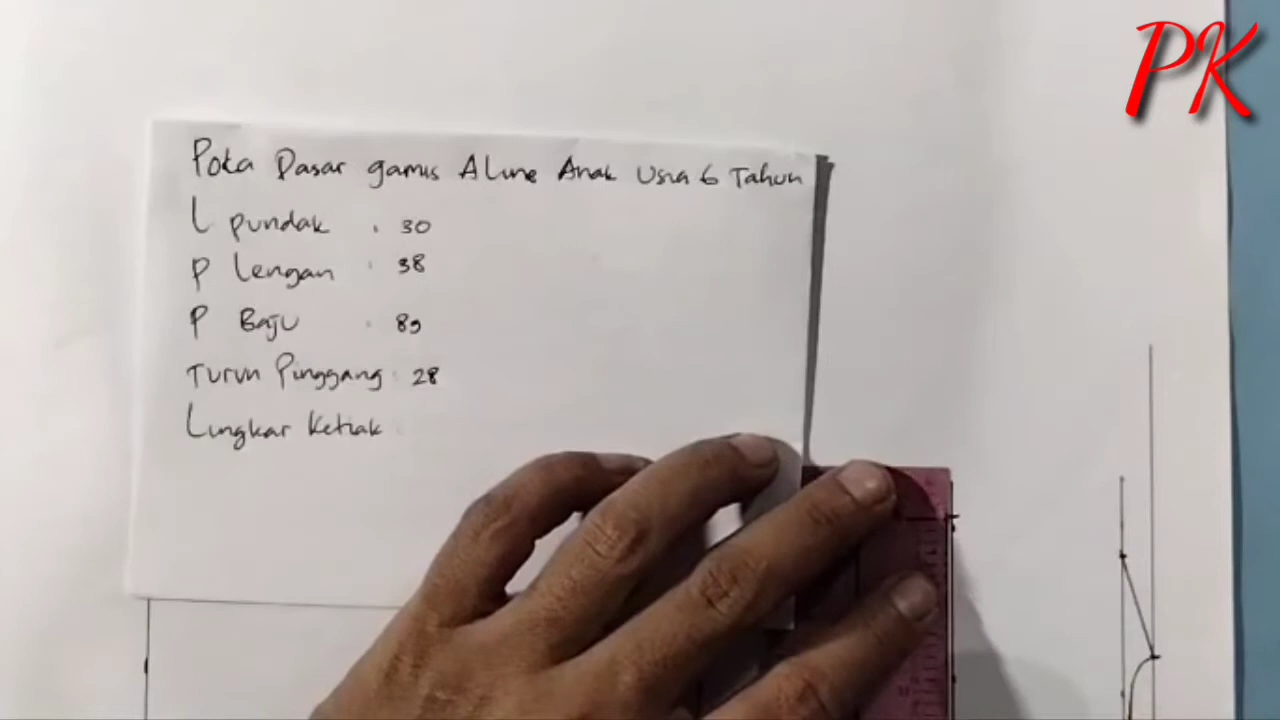 Pola Dasar gamis Aline Anak Usia 6 Tahun
L pundak : 30
P Lengan : 38
P Baju : 89
Turun Pinggang : 28
Lingkar Ketiak
PK